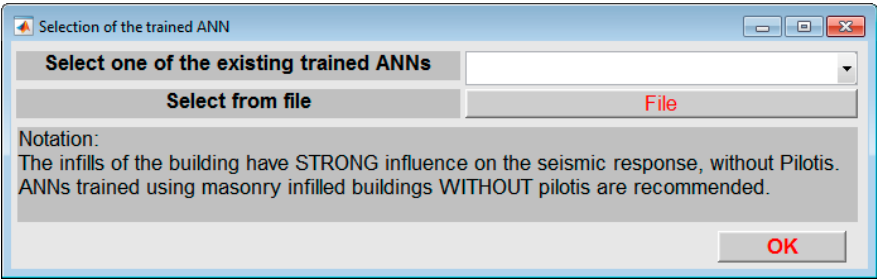 Selection of the trained ANN
Select one of the existing trained ANNs
Select from file
File
Notation:
The infills of the building have STRONG influence on the seismic response, without Pilotis.
ANNs trained using masonry infilled buildings WITHOUT pilotis are recommended.
OK